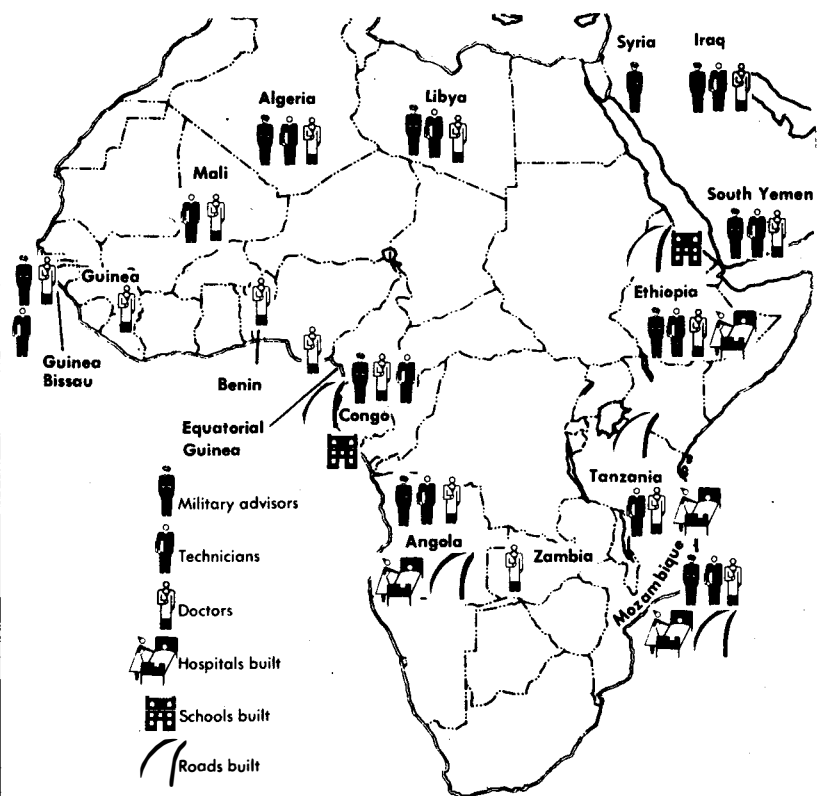 Syria
Iraq
Algeria
Libya
Mali
South Yemen
Guinea
Ethiopia
Guinea
Bissau
Benin
Equatorial
Guinea
Congo
Tanzania
Angola
Zambia
Mozambique
Military advisors
Technicians
Doctors
Hospitals built
Schools built
Roads built